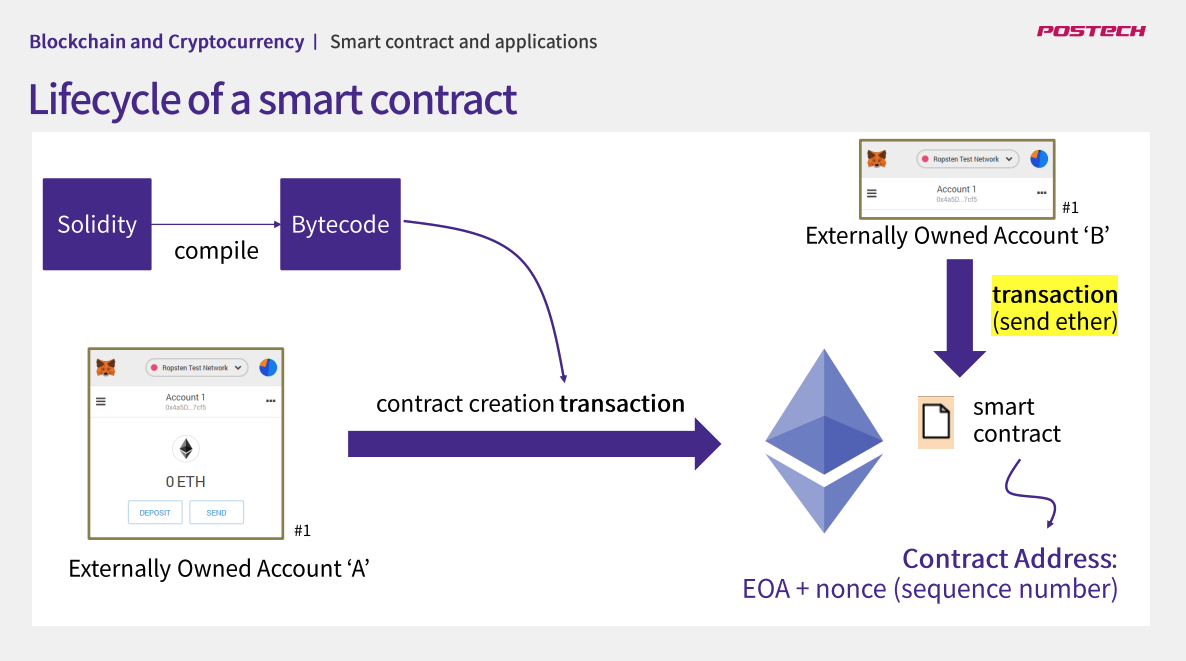 Blockchain and Cryptocurrency | Smart contract and applications
POSTECH
Lifecycle of a smart contract
Solidity
compile
Bytecode
Ropsten Test Network
Account 1
0x4a5D...7cf5
#1
Externally Owned Account ‘B’
transaction
(send ether)
Ropsten Test Network
Account 1
0x4a5D...7cf5
0 ETH
DEPOSIT
SEND
#1
Externally Owned Account ‘A’
contract creation transaction
smart
contract
Contract Address:
EOA + nonce (sequence number)